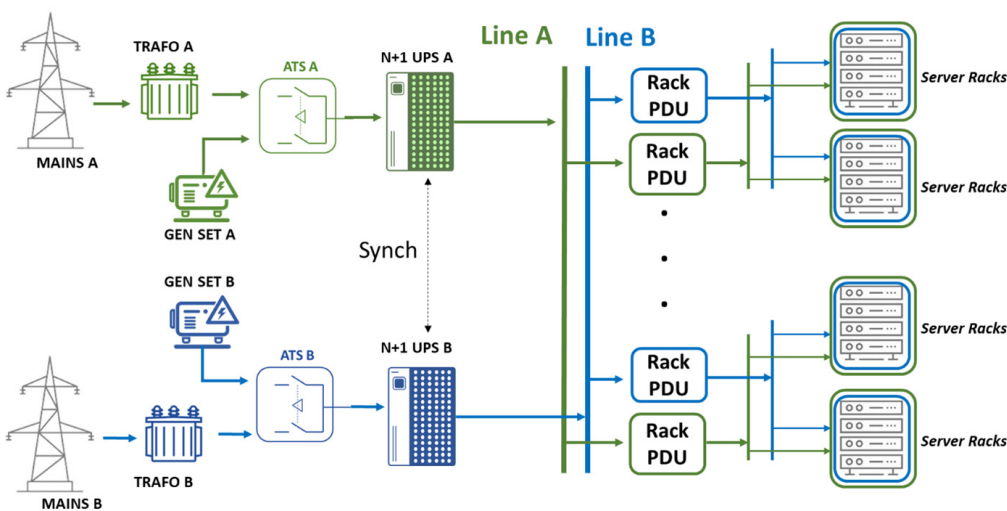 TRAFO A
ATS A
N+1 UPS A
Line A
Line B
MAINS A
GEN SET A
Rack
PDU
Rack
PDU
Server Racks
Server Racks
Synch
GEN SET B
ATS B
N+1 UPS B
Rack
PDU
Rack
PDU
Server Racks
Server Racks
TRAFO B
MAINS B